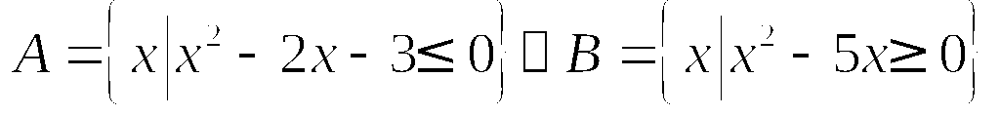 A = { x | x² - 2x - 3 ≤ 0 } □ B = { x | x² - 5x ≥ 0 }